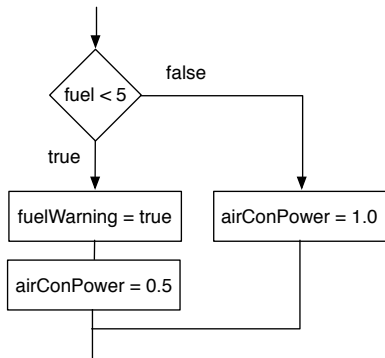 false
fuel < 5
true
fuelWarning = true
airConPower = 1.0
airConPower = 0.5